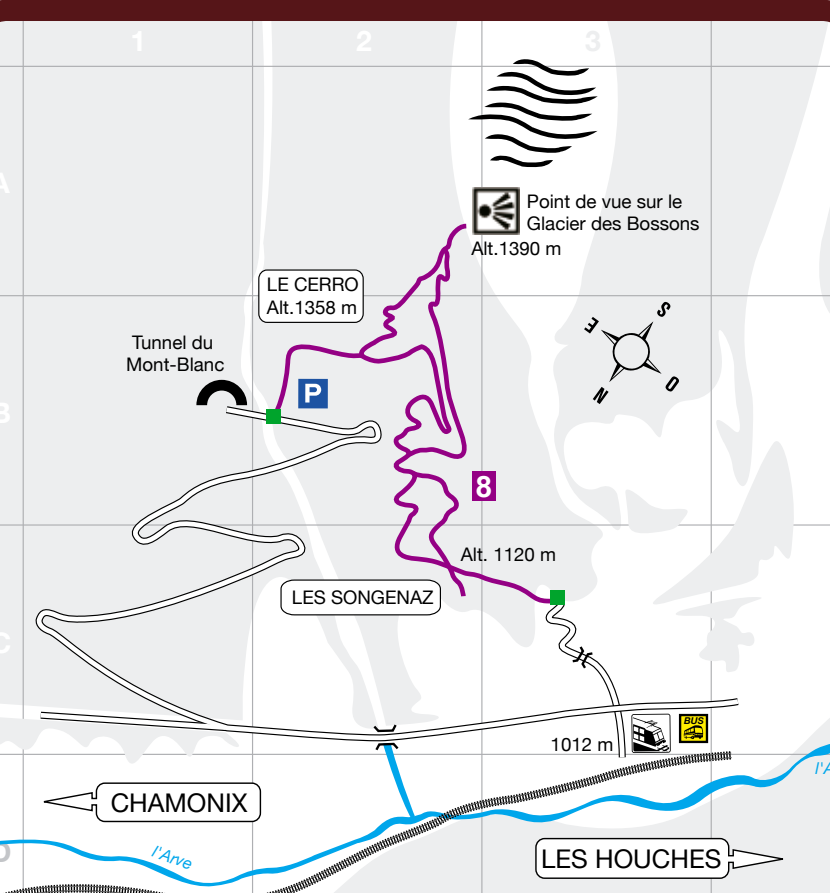 1
2
3
A
Point de vue sur le
Glacier des Bossons
Alt.1390 m
LE CERRO
Alt.1358 m
Tunnel du
Mont-Blanc
S
E
O
N
P
B
8
Alt. 1120 m
LES SONGENAZ
C
BUS
1012 m
l'A
CHAMONIX
l'Arve
D
LES HOUCHES